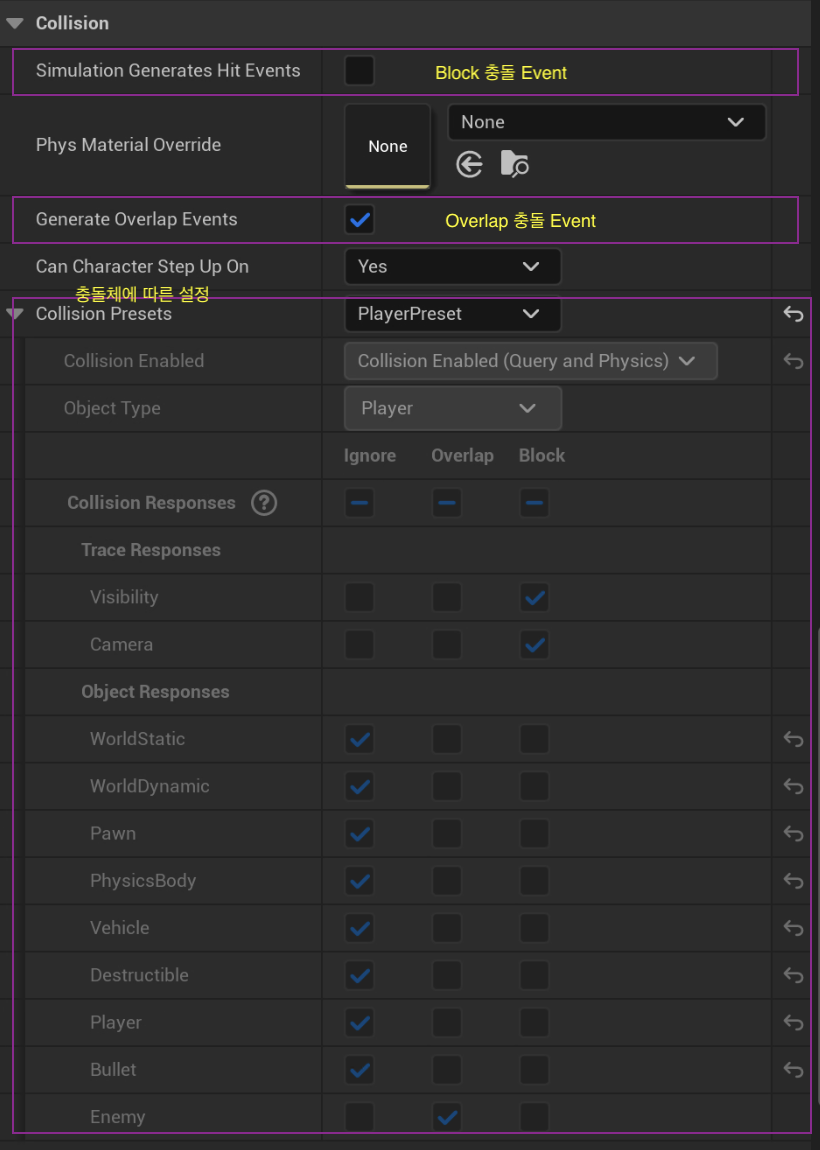 Collision
Simulation Generates Hit Events
Block 충돌 Event
Phys Material Override
None
None
Generate Overlap Events
Overlap 충돌 Event
Can Character Step Up On
Yes
충돌체에 따른 설정
Collision Presets
PlayerPreset
Collision Enabled
Collision Enabled (Query and Physics)
Object Type
Player
Ignore Overlap Block
Collision Responses ?
Trace Responses
Visibility
Camera
Object Responses
WorldStatic
WorldDynamic
Pawn
PhysicsBody
Vehicle
Destructible
Player
Bullet
Enemy